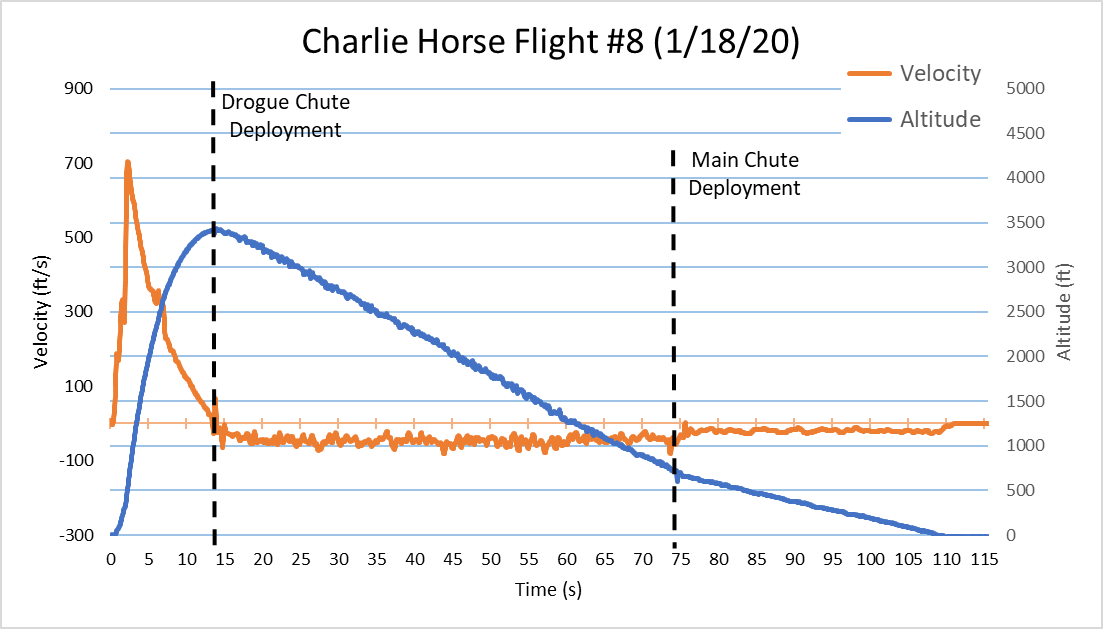 Charlie Horse Flight #8 (1/18/20)
Velocity
Altitude
Drogue Chute
Deployment
Main Chute
Deployment
900
700
500
300
100
-100
-300
Velocity (ft/s)
5000
4500
4000
3500
3000
2500
2000
1500
1000
500
0
Altitude (ft)
0 5 10 15 20 25 30 35 40 45 50 55 60 65 70 75 80 85 90 95 100 105 110 115
Time (s)